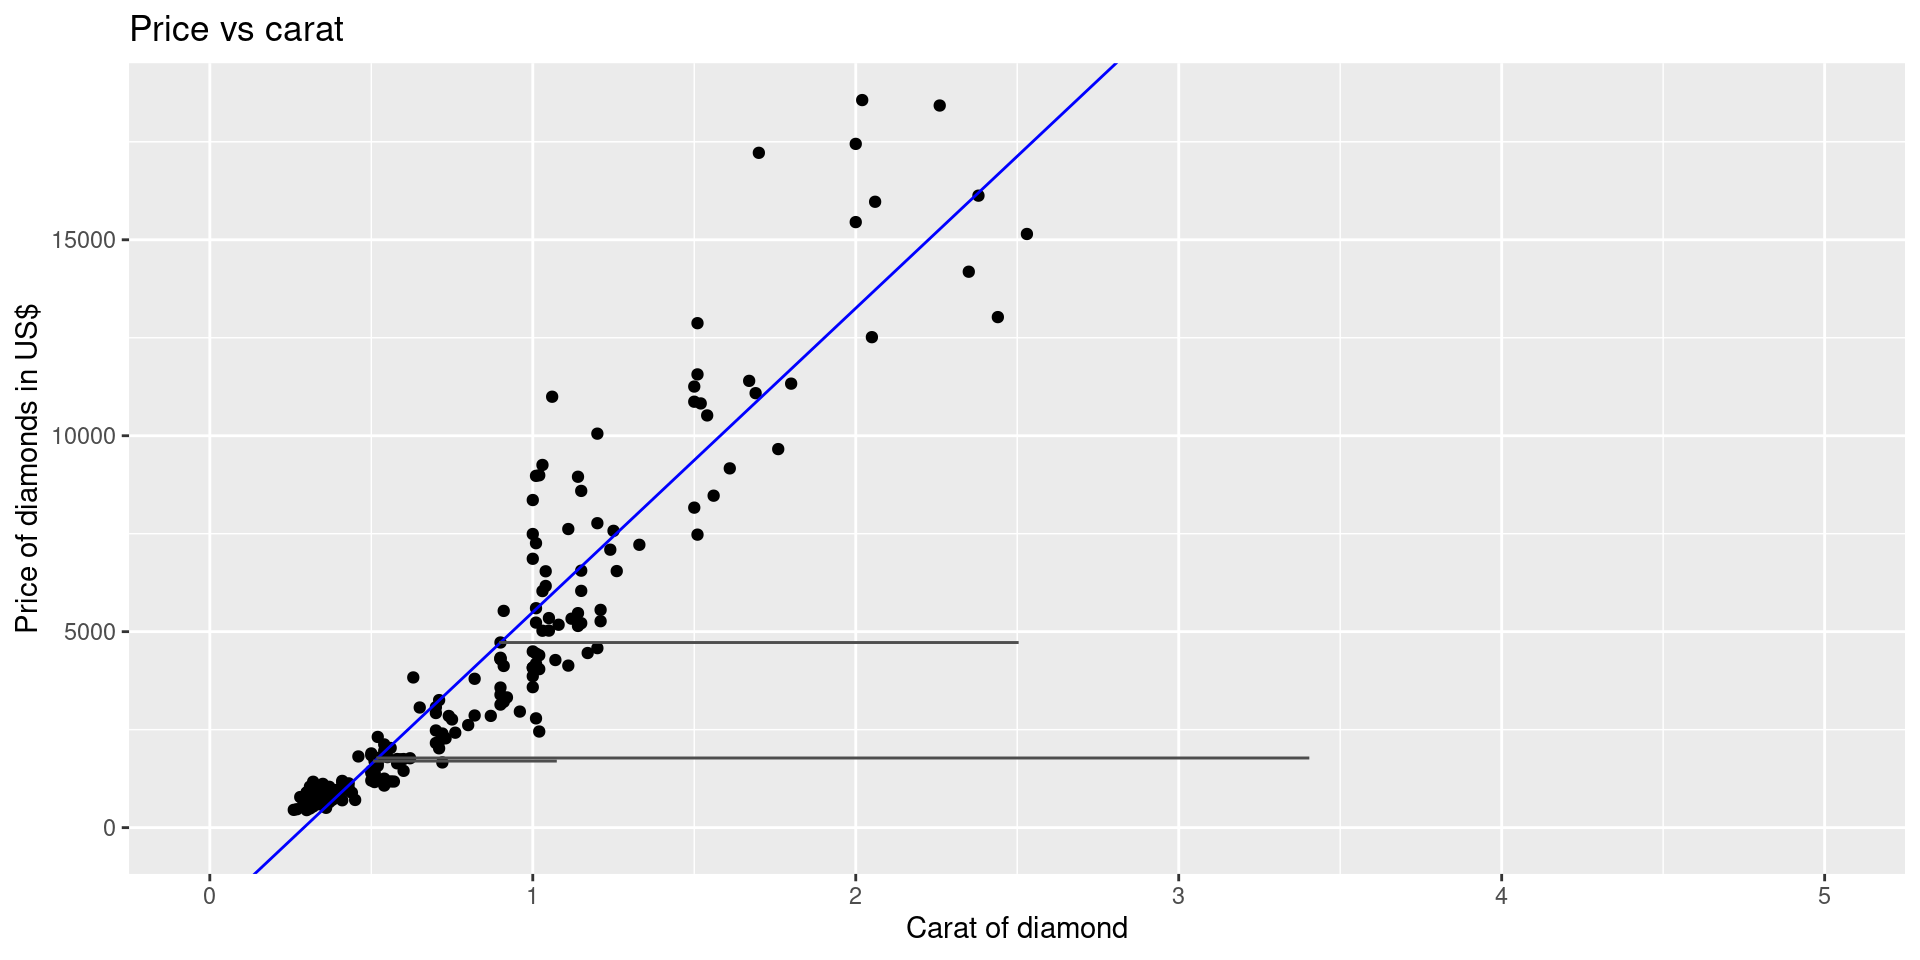 Price vs carat
Price of diamonds in US$
15000
10000
5000
0
0 1 2 3 4 5
Carat of diamond